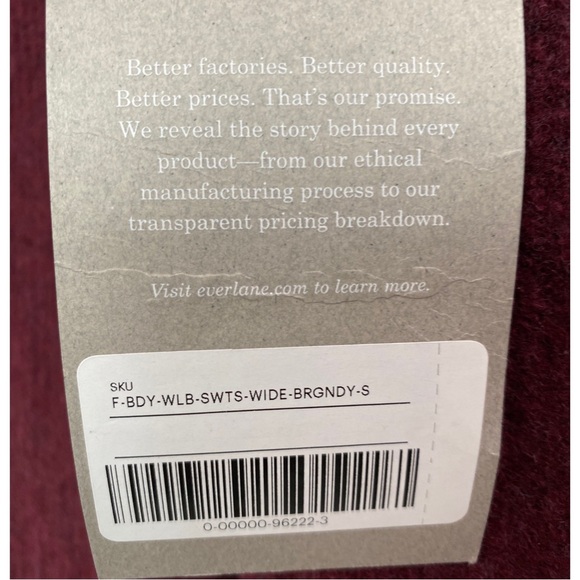 Better factories. Better quality.
Better prices. That's our promise.
We reveal the story behind every
product—from our ethical
manufacturing process to our
transparent pricing breakdown.
Visit everlane.com to learn more.
SKU
F-BDY-WLB-SWTS-WIDE-BRGNDY-S
0-00000-96222-3